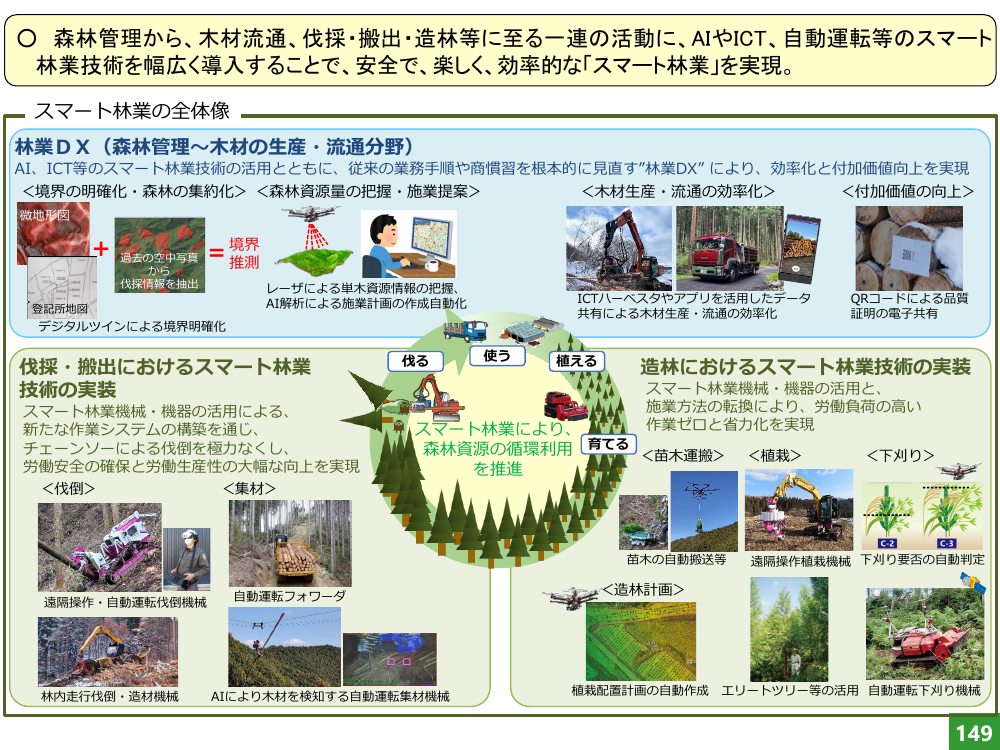 〇　森林管理から、木材流通、伐採・搬出・造林等に至る一連の活動に、AIやICT、自動運転等のスマート
林業技術を幅広く導入することで、安全で、楽しく、効率的な「スマート林業」を実現。
スマート林業の全体像
林業ＤＸ（森林管理～木材の生産・流通分野）
AI、ICT等のスマート林業技術の活用とともに、従来の業務手順や商慣習を根本的に見直す”林業DX” により、効率化と付加価値向上を実現
＜境界の明確化・森林の集約化＞
微地形図
+
登記所地図
過去の空中写真
から
伐採情報を抽出
=
境界
推測
デジタルツインによる境界明確化
＜森林資源量の把握・施業提案＞
レーザによる単木資源情報の把握、
AI解析による施業計画の作成自動化
＜木材生産・流通の効率化＞
ICTハーベスタやアプリを活用したデータ
共有による木材生産・流通の効率化
＜付加価値の向上＞
QRコードによる品質
証明の電子共有
伐る
使う
植える
育てる
スマート林業により、
森林資源の循環利用
を推進
伐採・搬出におけるスマート林業
技術の実装
スマート林業機械・機器の活用による、
新たな作業システムの構築を通じ、
チェーンソーによる伐倒を極力なくし、
労働安全の確保と労働生産性の大幅な向上を実現
＜伐倒＞
遠隔操作・自動運転伐倒機械
林内走行伐倒・造材機械
＜集材＞
自動運転フォワーダ
AIにより木材を検知する自動運転集材機械
造林におけるスマート林業技術の実装
スマート林業機械・機器の活用と、
施業方法の転換により、労働負荷の高い
作業ゼロと省力化を実現
＜苗木運搬＞
苗木の自動搬送等
＜植栽＞
遠隔操作植栽機械
＜下刈り＞
C-2
C-3
下刈り要否の自動判定
＜造林計画＞
植栽配置計画の自動作成
エリートツリー等の活用
自動運転下刈り機械
149